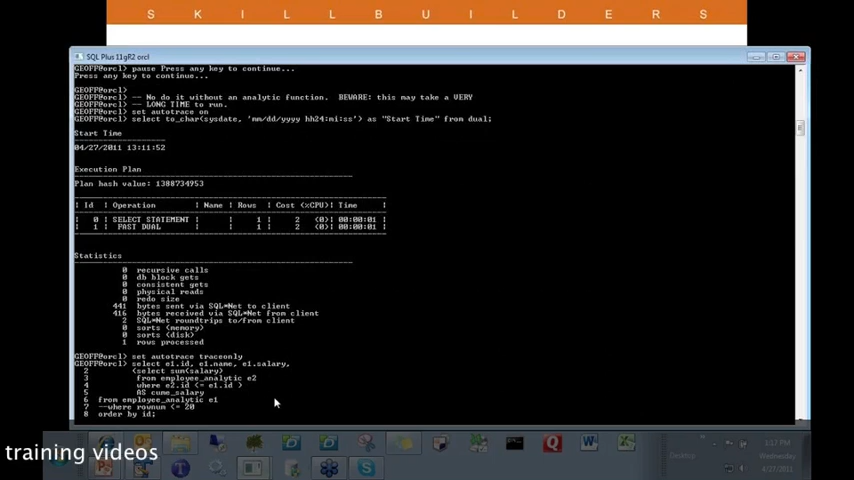 SKILLBUILDERS
SQL Plus 11gR2 orcl
GEOFF@orcl> pause Press any key to continue...
Press any key to continue...
GEOFF@orcl>
GEOFF@orcl> -- No do it without an analytic function.  BEWARE: this may take a VERY
GEOFF@orcl> -- LONG TIME to run.
GEOFF@orcl> set autotrace on
GEOFF@orcl> select to_char(sysdate, 'mm/dd/yyyy hh24:mi:ss') as "Start Time" from dual;
Start Time
-------------------
04/27/2011 13:11:52
Execution Plan
----------------------------------------------------------
Plan hash value: 1388734953
-----------------------------------------------------------------
| Id | Operation | Name | Rows | Cost (%CPU)| Time |
-----------------------------------------------------------------
| 0 | SELECT STATEMENT | | 1 | 2 (0)| 00:00:01 |
| 1 | FAST DUAL | | 1 | 2 (0)| 00:00:01 |
-----------------------------------------------------------------
Statistics
----------------------------------------------------------
0 recursive calls
0 db block gets
0 consistent gets
0 physical reads
0 redo size
441 bytes sent via SQL*Net to client
416 bytes received via SQL*Net from client
2 SQL*Net roundtrips to/from client
0 sorts (memory)
0 sorts (disk)
1 rows processed
GEOFF@orcl> set autotrace traceonly
GEOFF@orcl> select e1.id, e1.name, e1.salary,
2 (select sum(salary)
3 from employee_analytic e2
4 where e2.id <= e1.id )
5 AS cume_salary
6 from employee_analytic e1
7 --where rownum <= 20
8 order by id;
training videos
Desktop
1:17 PM
Wednesday
4/27/2011